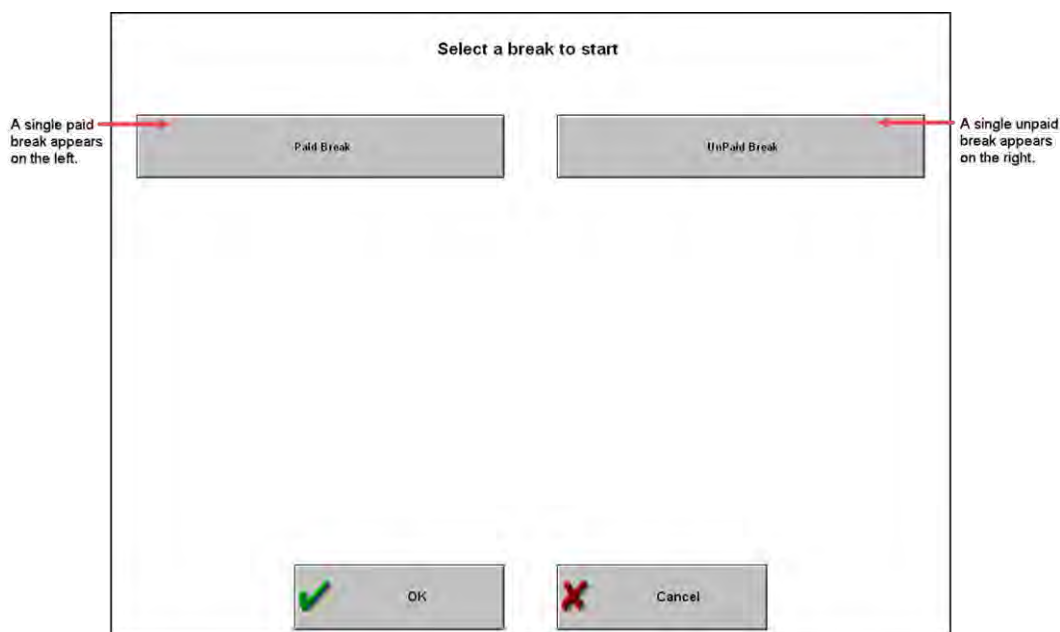 Select a break to start
A single paid
break appears
on the left.
Paid Break
UnPaid Break
A single unpaid
break appears
on the right.
OK
Cancel